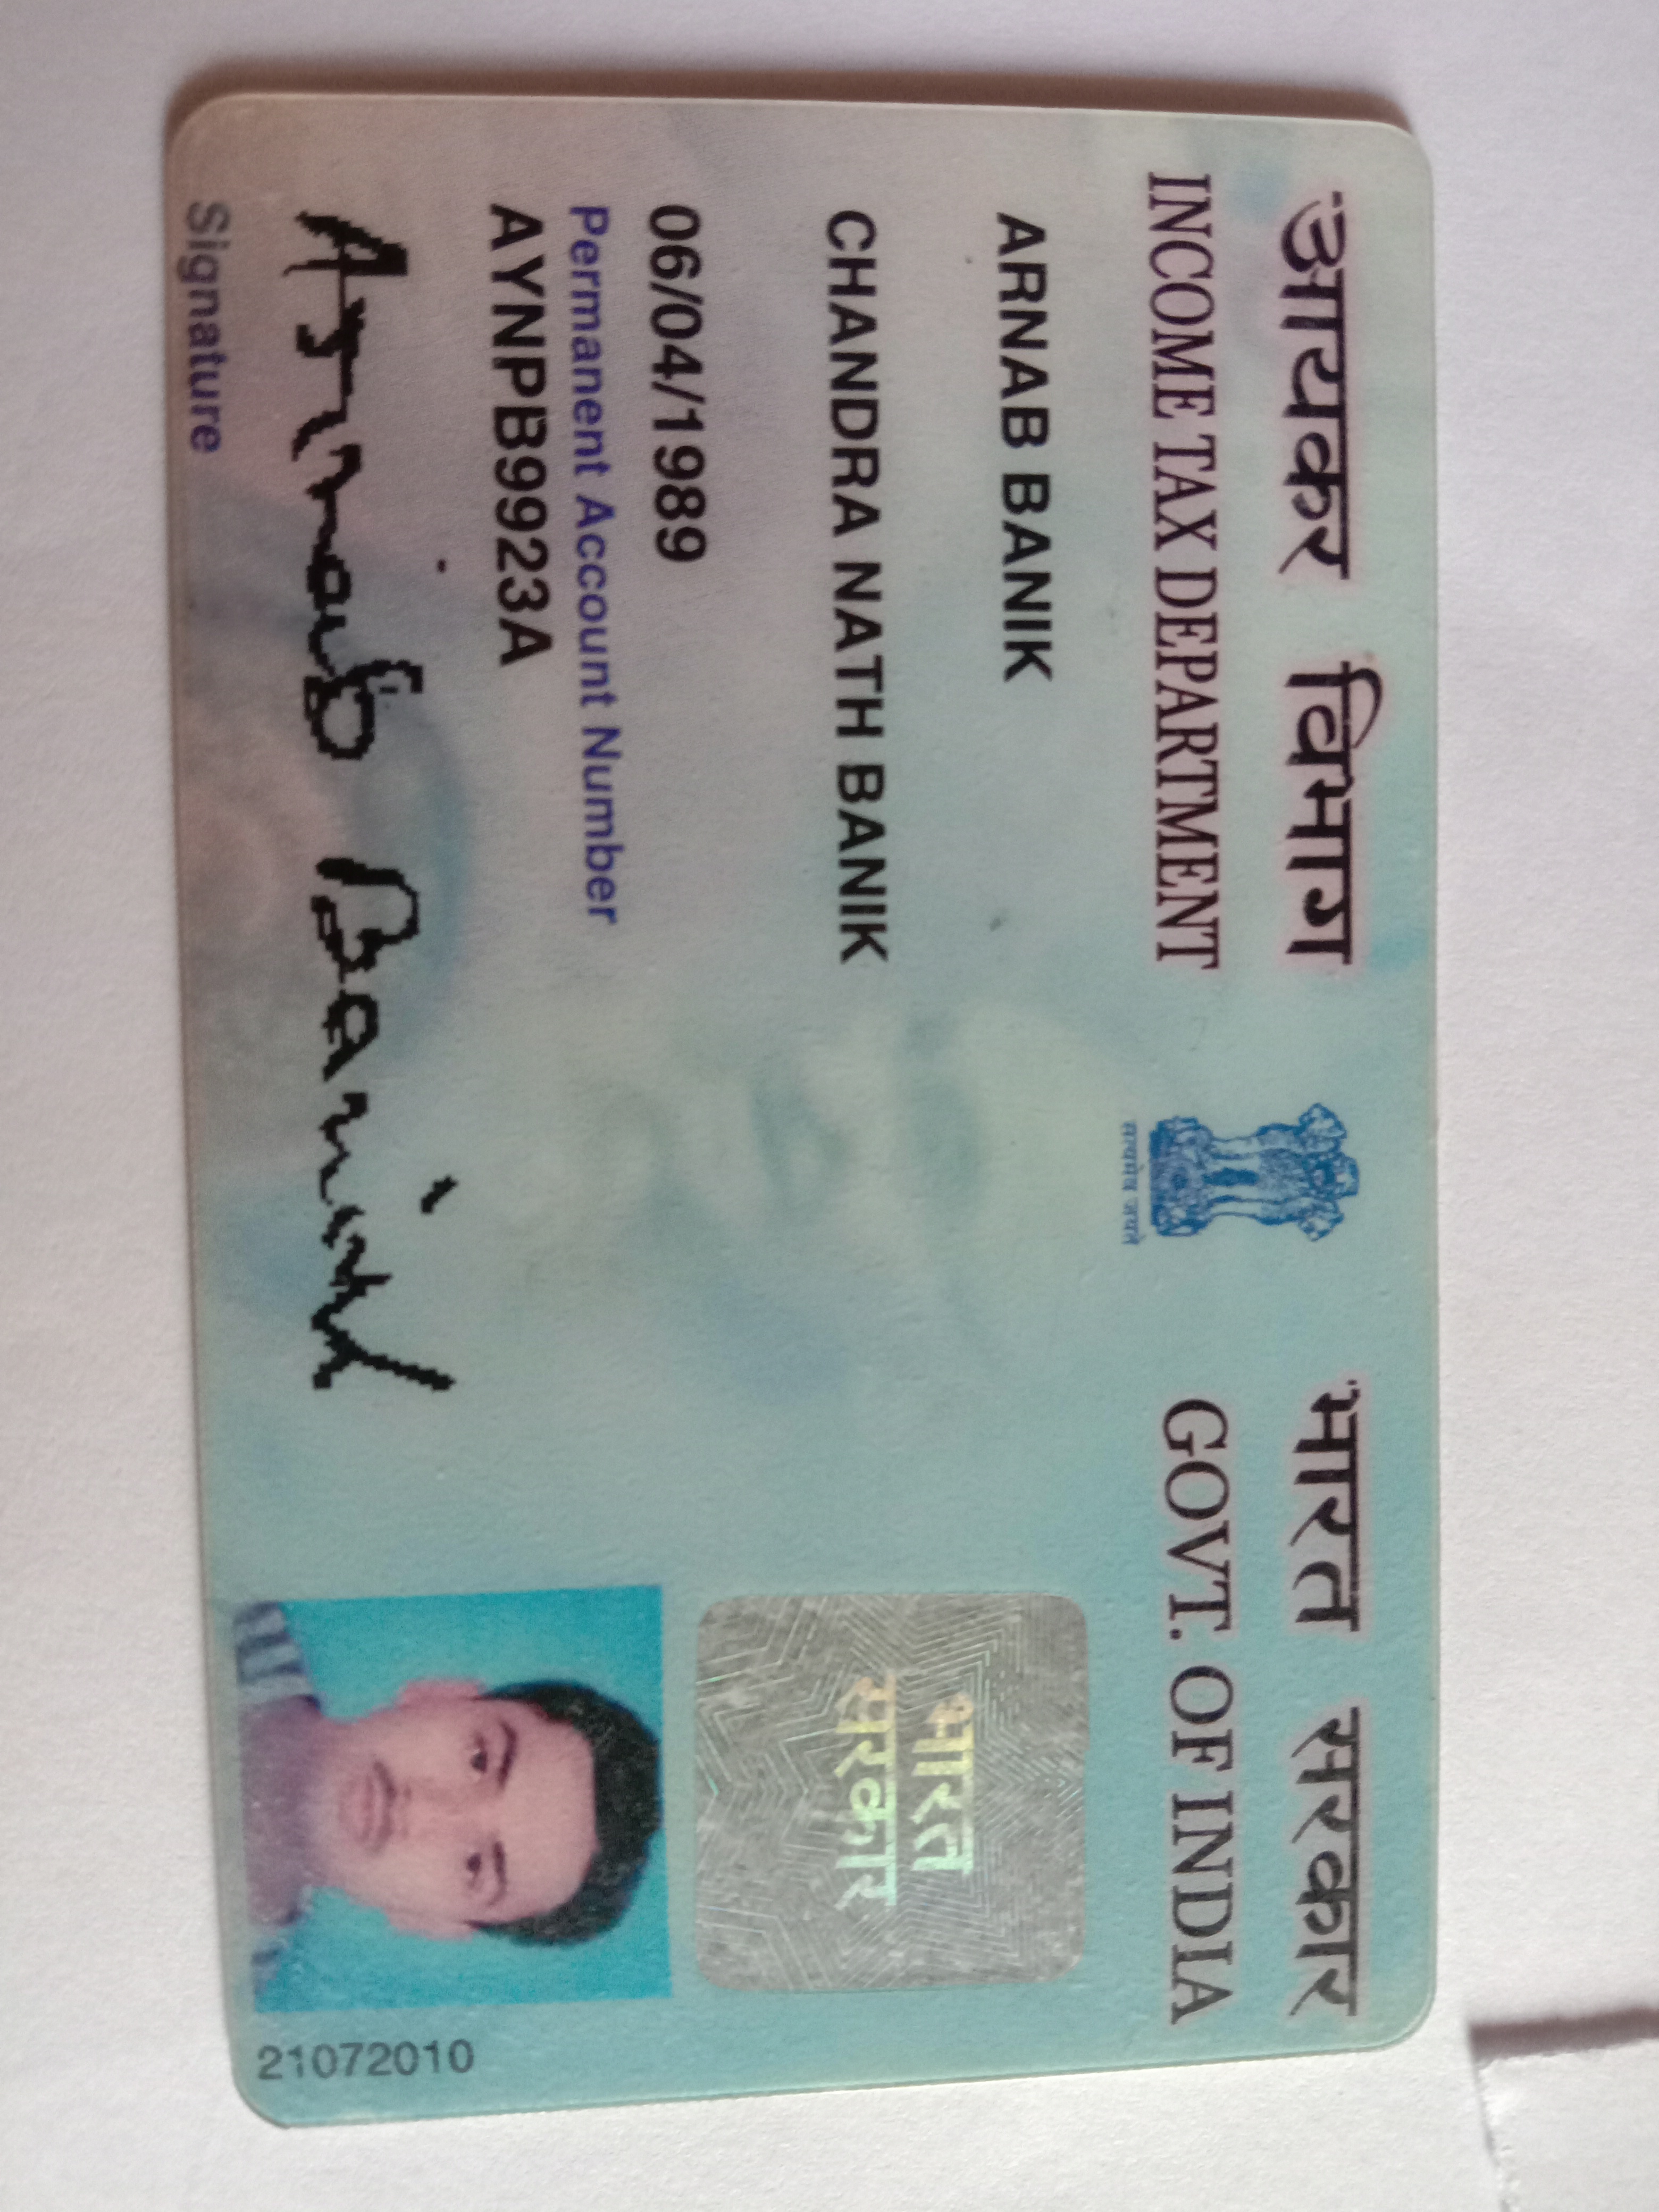 आयकर विभाग
INCOME TAX DEPARTMENT
सत्यमेव जयते
भारत सरकार
GOVT. OF INDIA
ARNAB BANIK
CHANDRA NATH BANIK
06/04/1989
Permanent Account Number
AYNPB9923A
Arnab Banik
Signature
भारत
सरकार
21072010